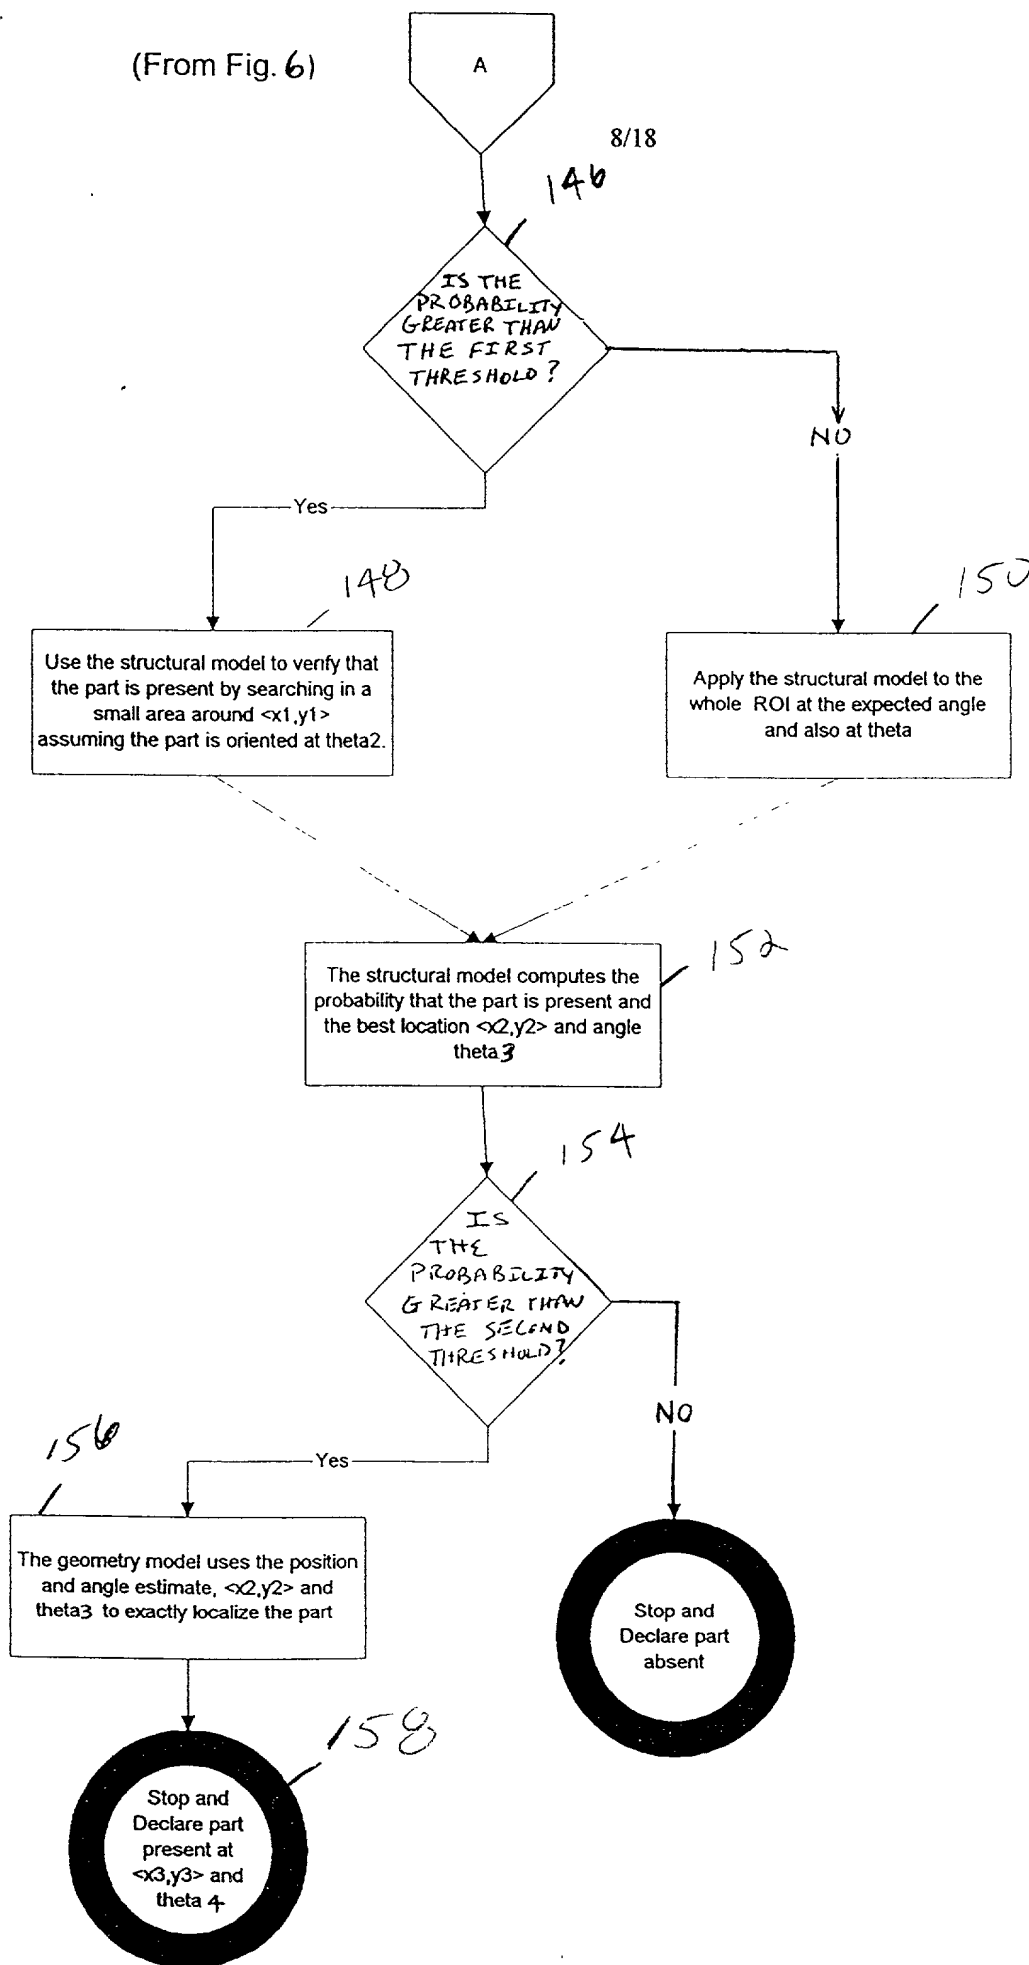 (From Fig. 6)
A
8/18
146
IS THE
PROBABILITY
GREATER THAN
THE FIRST
THRESHOLD?
NO
Yes
148
150
Use the structural model to verify that
the part is present by searching in a
small area around <x1,y1>
assuming the part is oriented at theta2.
Apply the structural model to the
whole ROI at the expected angle
and also at theta
152
The structural model computes the
probability that the part is present and
the best location <x2,y2> and angle
theta3
154
IS
THE
PROBABILITY
GREATER THAN
THE SECOND
THRESHOLD?
NO
156
Yes
The geometry model uses the position
and angle estimate, <x2,y2> and
theta3 to exactly localize the part
Stop and
Declare part
absent
158
Stop and
Declare part
present at
<x3,y3> and
theta 4